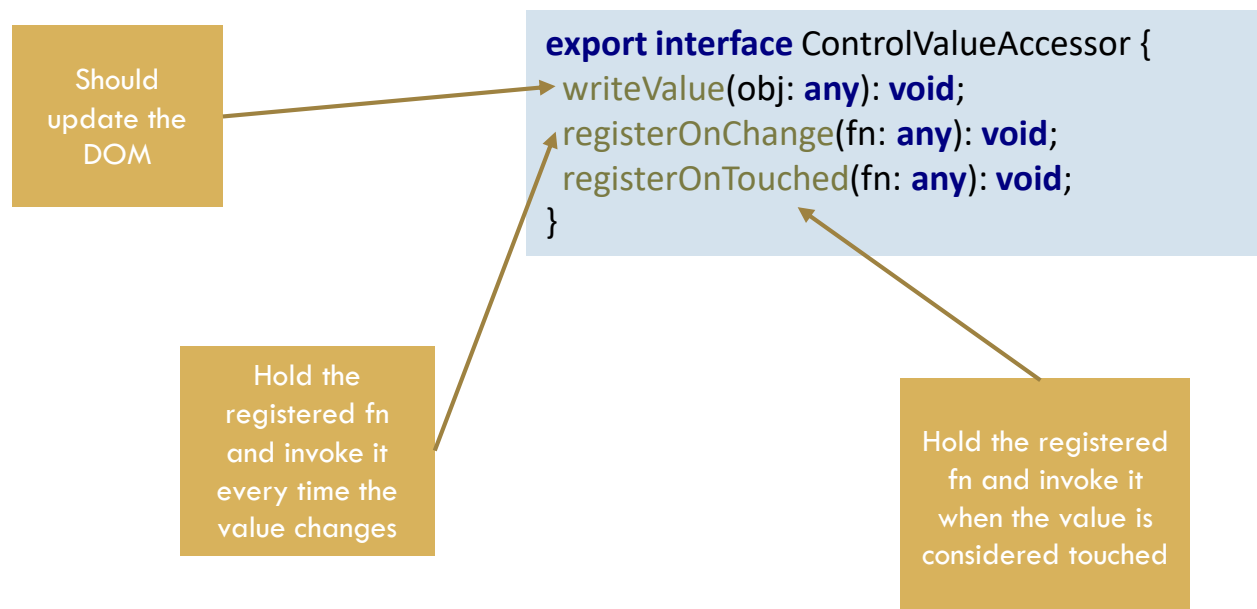 Should
update the
DOM
export interface ControlValueAccessor {
writeValue(obj: any): void;
registerOnChange(fn: any): void;
registerOnTouched(fn: any): void;
}
Hold the
registered fn
and invoke it
every time the
value changes
Hold the registered
fn and invoke it
when the value is
considered touched